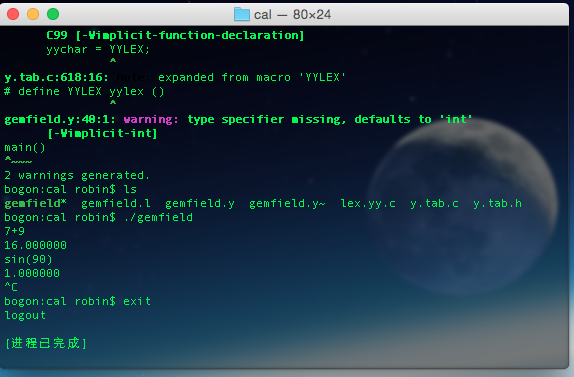 cal — 80×24
C99 [-Wimplicit-function-declaration]
yychar = YYLEX;
^
y.tab.c:618:16: note: expanded from macro 'YYLEX'
# define YYLEX yylex ()
^
gemfield.y:40:1: warning: type specifier missing, defaults to 'int'
[-Wimplicit-int]
main()
^~~~
2 warnings generated.
bogon:cal robin$ ls
gemfield* gemfield.l gemfield.y gemfield.y~ lex.yy.c y.tab.c y.tab.h
bogon:cal robin$ ./gemfield
7+9
16.000000
sin(90)
1.000000
^C
bogon:cal robin$ exit
logout
[进程已完成]